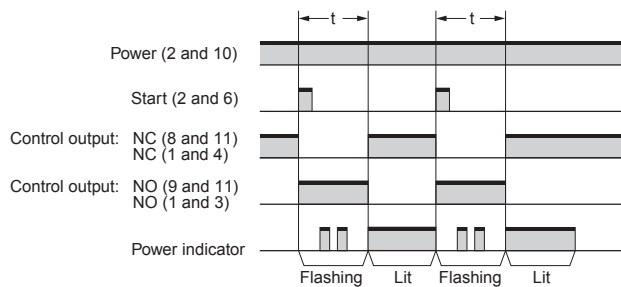 t t
Power (2 and 10)
Start (2 and 6)
Control output: NC (8 and 11)
NC (1 and 4)
Control output: NO (9 and 11)
NO (1 and 3)
Power indicator
Flashing Lit Flashing Lit